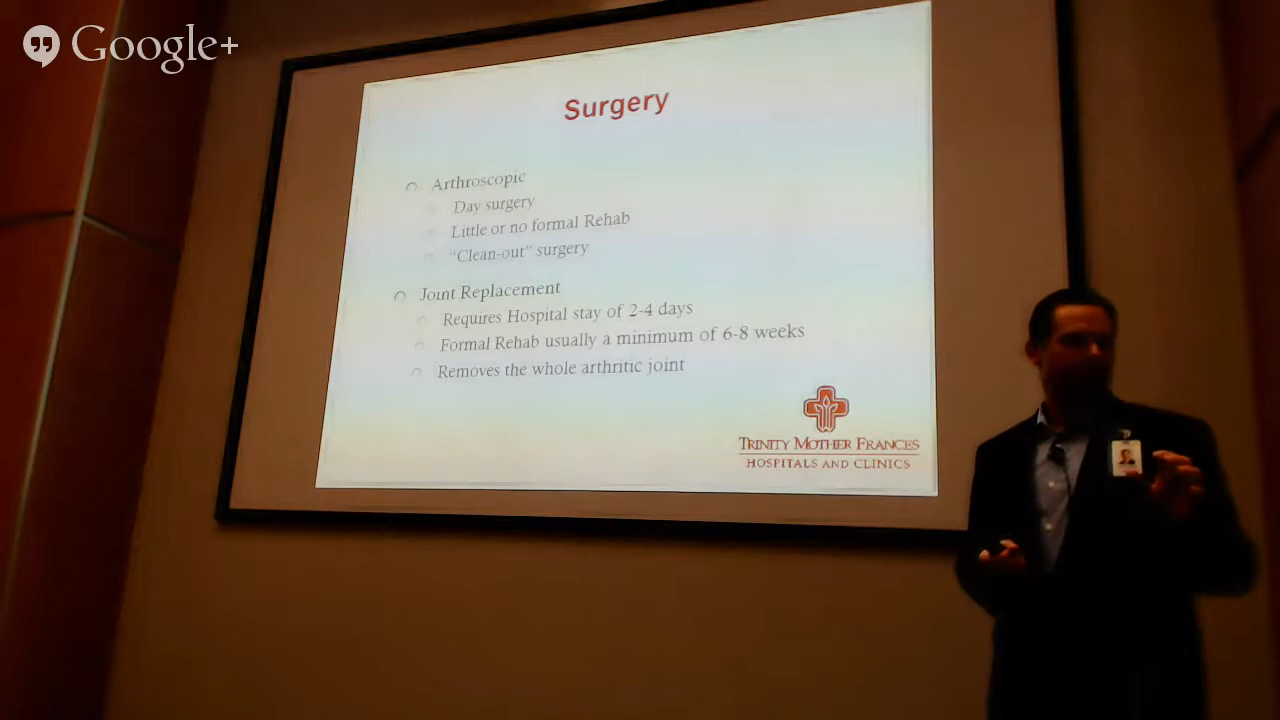 Google+
Surgery
Arthroscopic
Day surgery
Little or no formal Rehab
"Clean-out" surgery
Joint Replacement
Requires Hospital stay of 2-4 days
Formal Rehab usually a minimum of 6-8 weeks
Removes the whole arthritic joint
TRINITY MOTHER FRANCES
HOSPITALS AND CLINICS